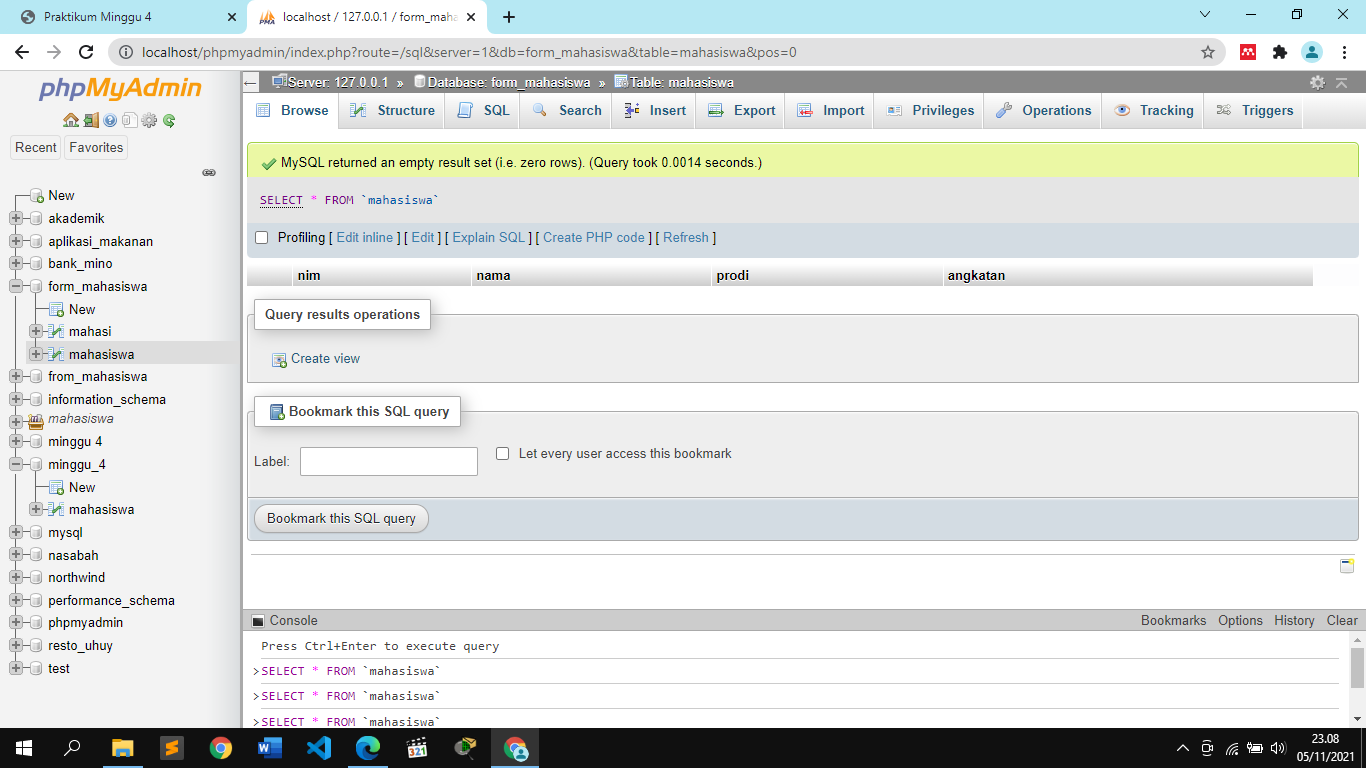 Praktikum Minggu 4
localhost / 127.0.0.1 / form_maha
localhost/phpmyadmin/index.php?route=/sql&server=1&db=form_mahasiswa&table=mahasiswa&pos=0
phpMyAdmin
Recent
Favorites
New
akademik
aplikasi_makanan
bank_mino
form_mahasiswa
New
mahasi
mahasiswa
from_mahasiswa
information_schema
mahasiswa
minggu 4
minggu_4
New
mahasiswa
mysql
nasabah
northwind
performance_schema
phpmyadmin
resto_uhuy
test
Server: 127.0.0.1 » Database: form_mahasiswa » Table: mahasiswa
Browse Structure SQL Search Insert Export Import Privileges Operations Tracking Triggers
MySQL returned an empty result set (i.e. zero rows). (Query took 0.0014 seconds.)
SELECT * FROM `mahasiswa`
Profiling [ Edit inline ] [ Edit ] [ Explain SQL ] [ Create PHP code ] [ Refresh ]
nim nama prodi angkatan
Query results operations
Create view
Bookmark this SQL query
Label: Let every user access this bookmark
Bookmark this SQL query
Console Bookmarks Options History Clear
Press Ctrl+Enter to execute query
>SELECT * FROM `mahasiswa`
>SELECT * FROM `mahasiswa`
>SELECT * FROM `mahasiswa`
321
23.08
05/11/2021